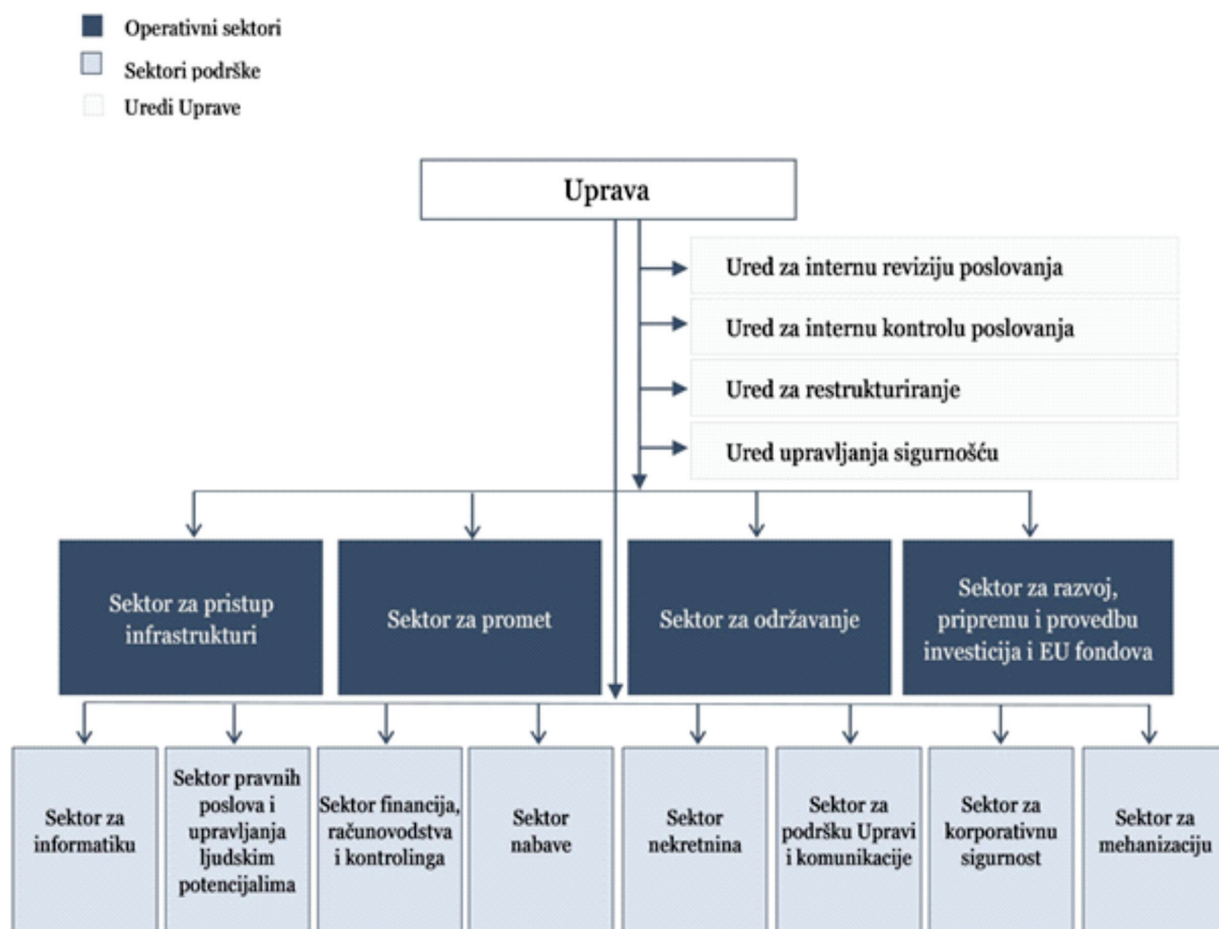 Operativni sektori
Sektori podrške
Uredi Uprave
Uprava
Ured za internu reviziju poslovanja
Ured za internu kontrolu poslovanja
Ured za restrukturiranje
Ured upravljanja sigurnošću
Sektor za pristup
infrastrukturi
Sektor za promet
Sektor za održavanje
Sektor za razvoj,
pripremu i provedbu
investicija i EU fondova
Sektor za
informatiku
Sektor pravnih
poslova i
upravljanja
ljudskim
potencijalima
Sektor financija,
računovodstva
i kontrolinga
Sektor
nabave
Sektor
nekretnina
Sektor za
podršku Upravi
i komunikacije
Sektor za
korporativnu
sigurnost
Sektor za
mehanizaciju